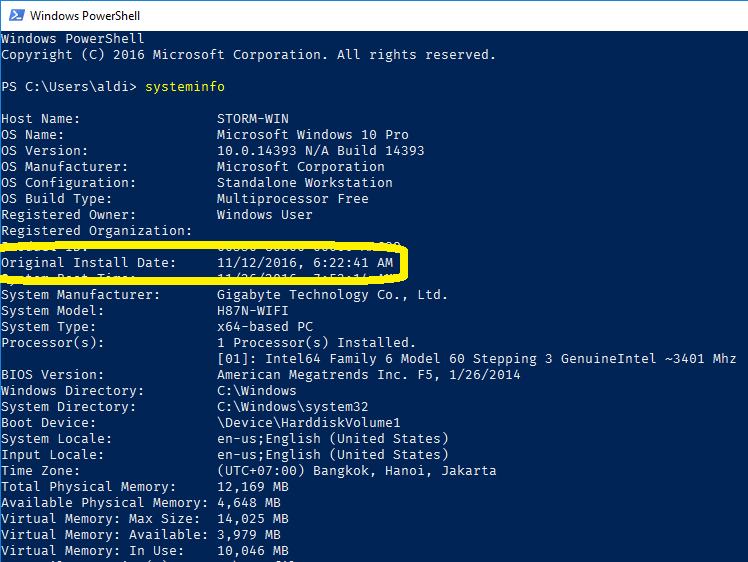 Windows PowerShell
Windows PowerShell
Copyright (C) 2016 Microsoft Corporation. All rights reserved.
PS C:\Users\aldi> systeminfo
Host Name: STORM-WIN
OS Name: Microsoft Windows 10 Pro
OS Version: 10.0.14393 N/A Build 14393
OS Manufacturer: Microsoft Corporation
OS Configuration: Standalone Workstation
OS Build Type: Multiprocessor Free
Registered Owner: Windows User
Registered Organization:
Original Install Date: 11/12/2016, 6:22:41 AM
System Boot Time: 11/26/2016,
System Manufacturer: Gigabyte Technology Co., Ltd.
System Model: H87N-WIFI
System Type: x64-based PC
Processor(s): 1 Processor(s) Installed.
[01]: Intel64 Family 6 Model 60 Stepping 3 GenuineIntel ~3401 Mhz
BIOS Version: American Megatrends Inc. F5, 1/26/2014
Windows Directory: C:\Windows
System Directory: C:\Windows\system32
Boot Device: \Device\HarddiskVolume1
System Locale: en-us;English (United States)
Input Locale: en-us;English (United States)
Time Zone: (UTC+07:00) Bangkok, Hanoi, Jakarta
Total Physical Memory: 12,169 MB
Available Physical Memory: 4,648 MB
Virtual Memory: Max Size: 14,025 MB
Virtual Memory: Available: 3,979 MB
Virtual Memory: In Use: 10,046 MB